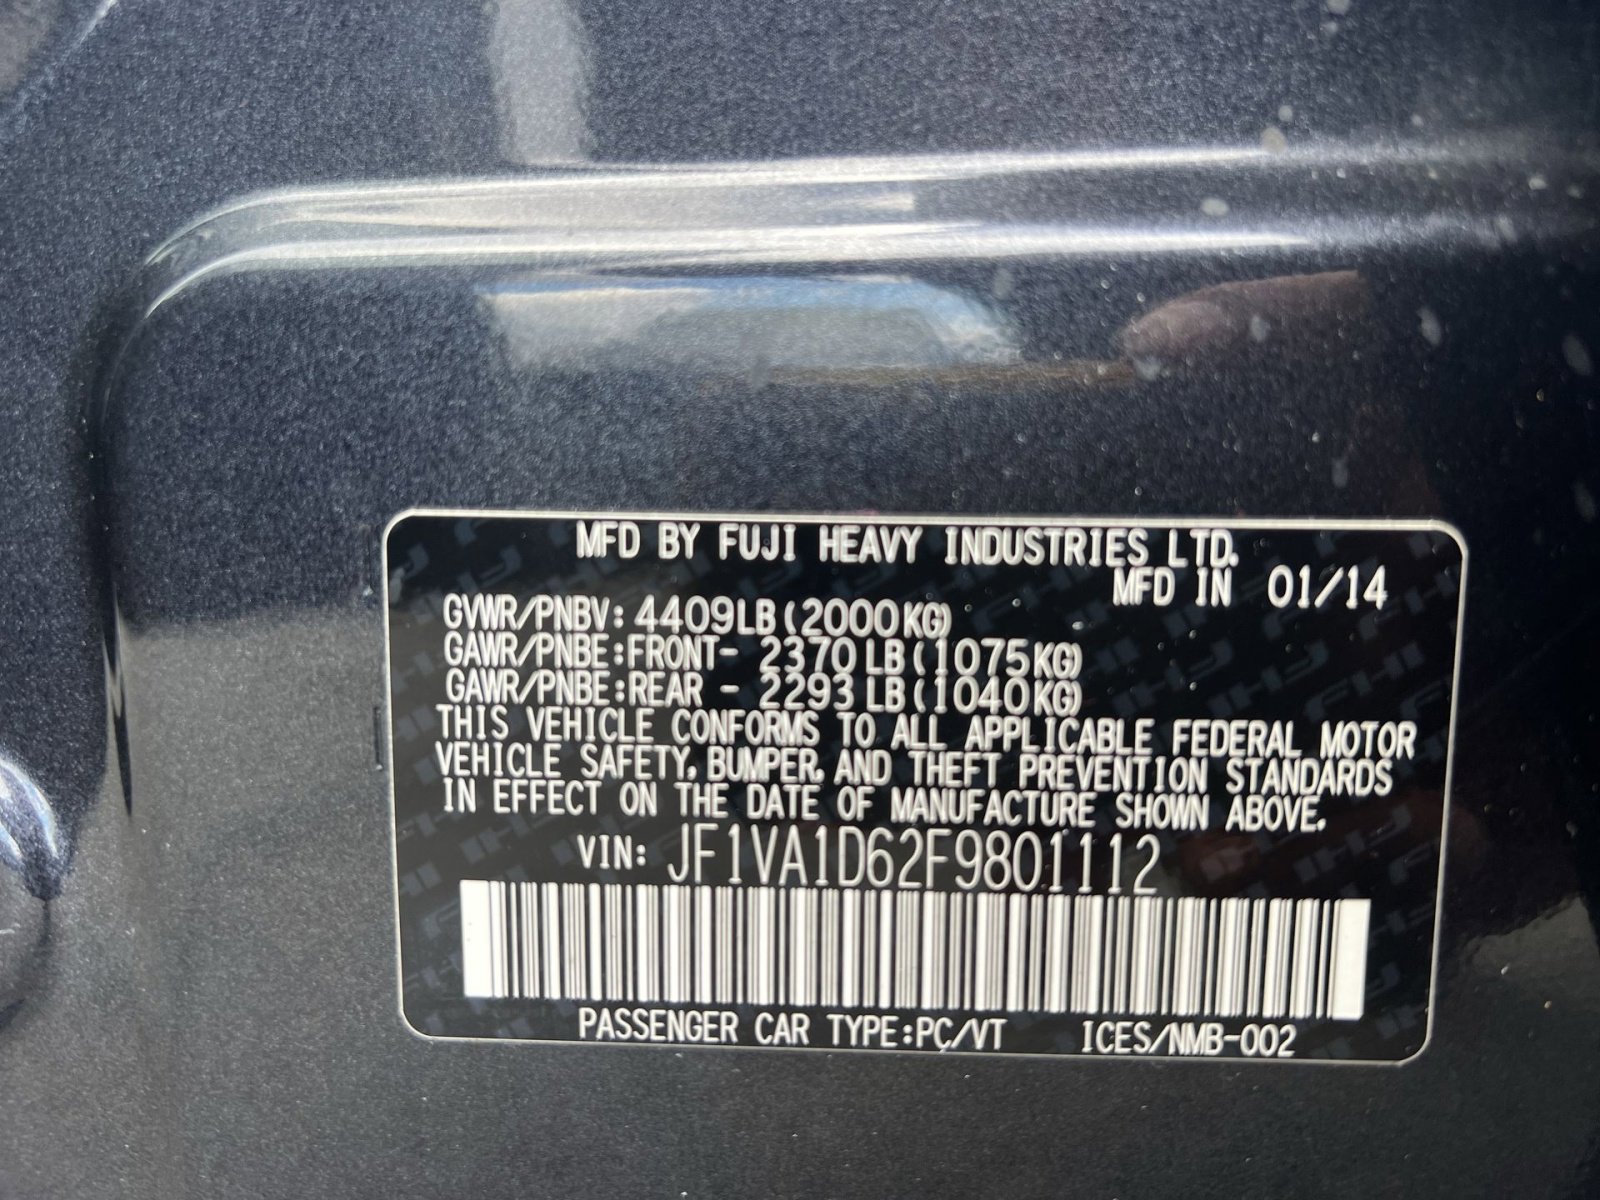 MFD BY FUJI HEAVY INDUSTRIES LTD.
MFD IN 01/14
GVWR/PNBV: 4409LB(2000KG)
GAWR/PNBE:FRONT- 2370LB(1075KG)
GAWR/PNBE:REAR - 2293LB(1040KG)
THIS VEHICLE CONFORMS TO ALL APPLICABLE FEDERAL MOTOR
VEHICLE SAFETY, BUMPER, AND THEFT PREVENTION STANDARDS
IN EFFECT ON THE DATE OF MANUFACTURE SHOWN ABOVE.
VIN: JF1VA1D62F9801112
PASSENGER CAR TYPE:PC/VT ICES/NMB-002